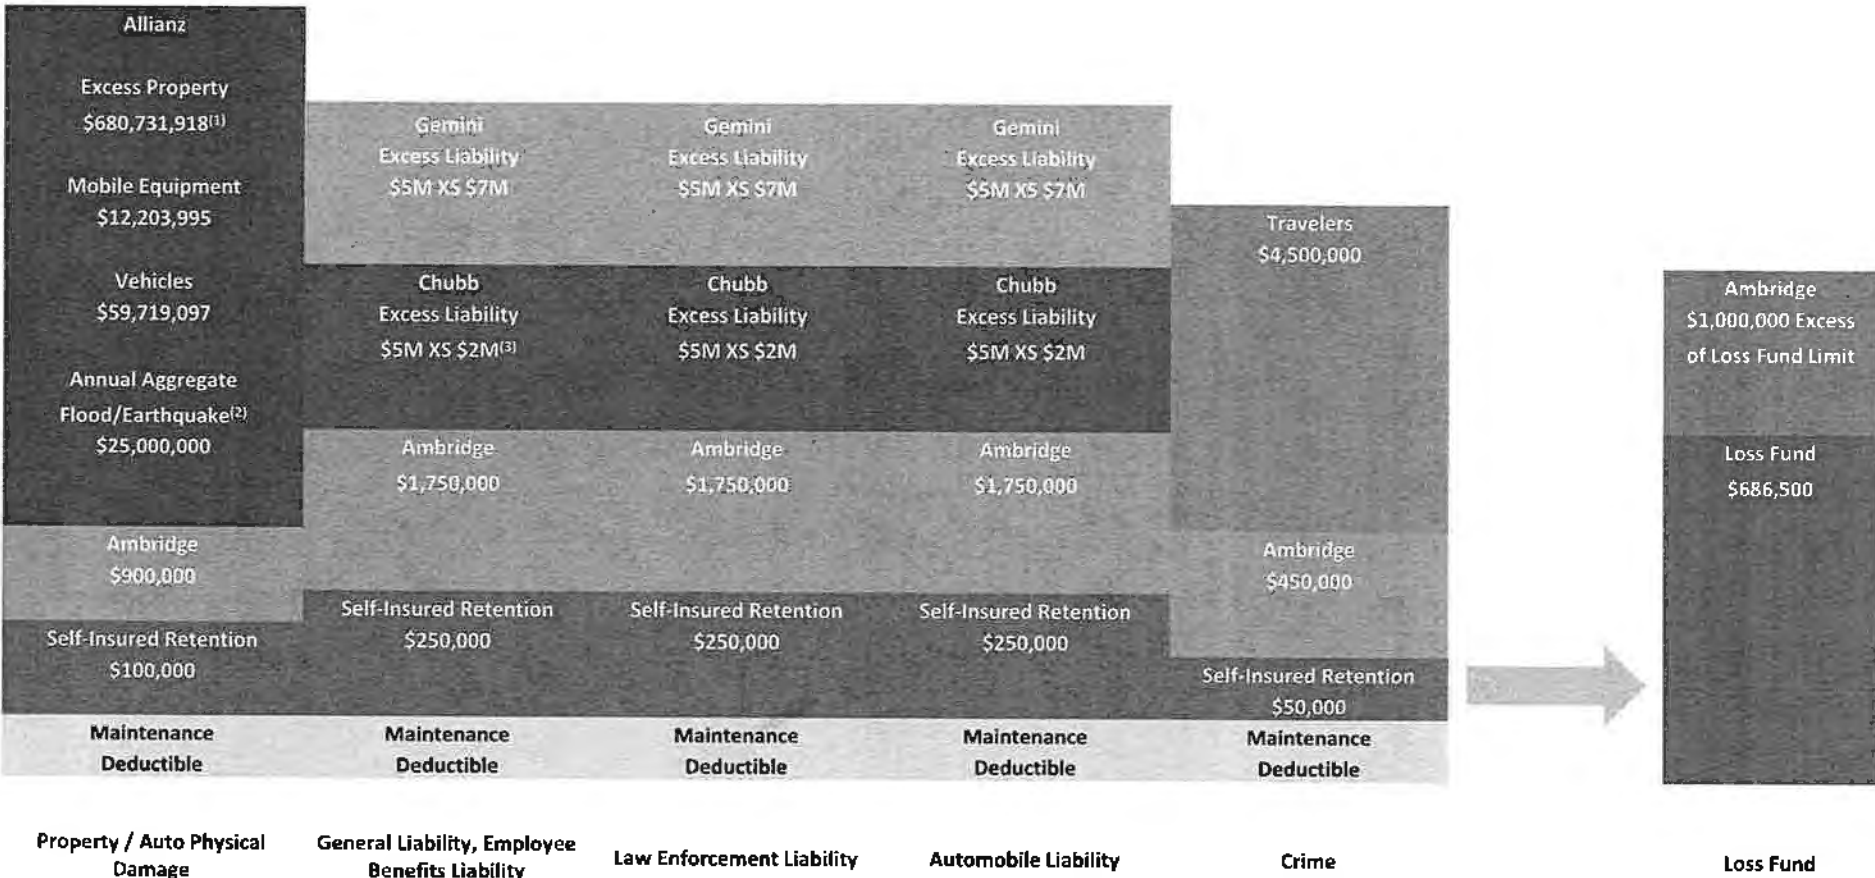 Allianz
Excess Property
$680,731,918(1)
Mobile Equipment
$12,203,995
Vehicles
$59,719,097
Annual Aggregate
Flood/Earthquake(2)
$25,000,000
Ambridge
$900,000
Self-Insured Retention
$100,000
Maintenance
Deductible
Property / Auto Physical
Damage
Gemini
Excess Liability
$5M XS $7M
Chubb
Excess Liability
$5M XS $2M(3)
Ambridge
$1,750,000
Self-Insured Retention
$250,000
Maintenance
Deductible
General Liability, Employee
Benefits Liability
Gemini
Excess Liability
$5M XS $7M
Chubb
Excess Liability
$5M XS $2M
Ambridge
$1,750,000
Self-Insured Retention
$250,000
Maintenance
Deductible
Law Enforcement Liability
Gemini
Excess Liability
$5M XS $7M
Chubb
Excess Liability
$5M XS $2M
Ambridge
$1,750,000
Self-Insured Retention
$250,000
Maintenance
Deductible
Automobile Liability
Travelers
$4,500,000
Ambridge
$450,000
Self-Insured Retention
$50,000
Maintenance
Deductible
Crime
Ambridge
$1,000,000 Excess
of Loss Fund Limit
Loss Fund
$686,500
Loss Fund